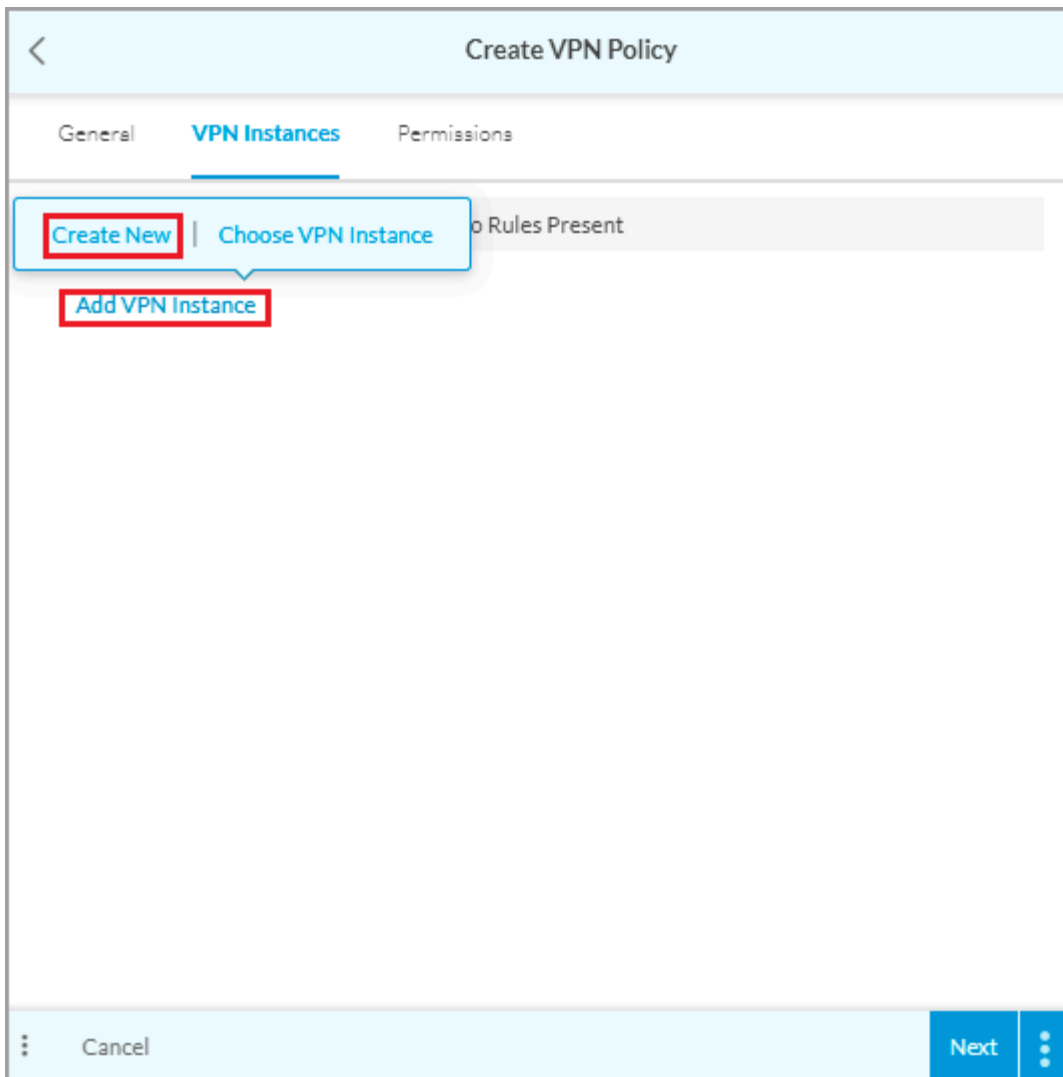 Create VPN Policy
General VPN Instances Permissions
Create New | Choose VPN Instance
o Rules Present
Add VPN Instance
Cancel Next